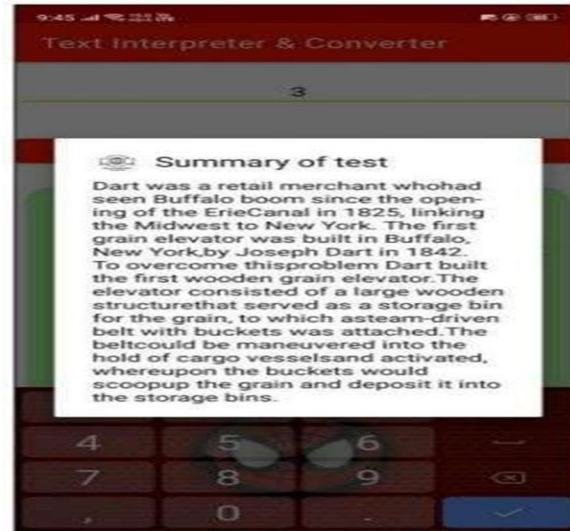 9:45
Text Interpreter & Converter
3
Summary of test
Dart was a retail merchant whohad
seen Buffalo boom since the open-
ing of the ErieCanal in 1825, linking
the Midwest to New York. The first
grain elevator was built in Buffalo,
New York,by Joseph Dart in 1842.
To overcome thisproblem Dart built
the first wooden grain elevator.The
elevator consisted of a large wooden
structurethat served as a storage bin
for the grain, to which asteam-driven
belt with buckets was attached.The
beltcould be maneuvered into the
hold of cargo vesselsand activated,
whereupon the buckets would
scoopup the grain and deposit it into
the storage bins.
4 5 6
7 8 9
, 0 .